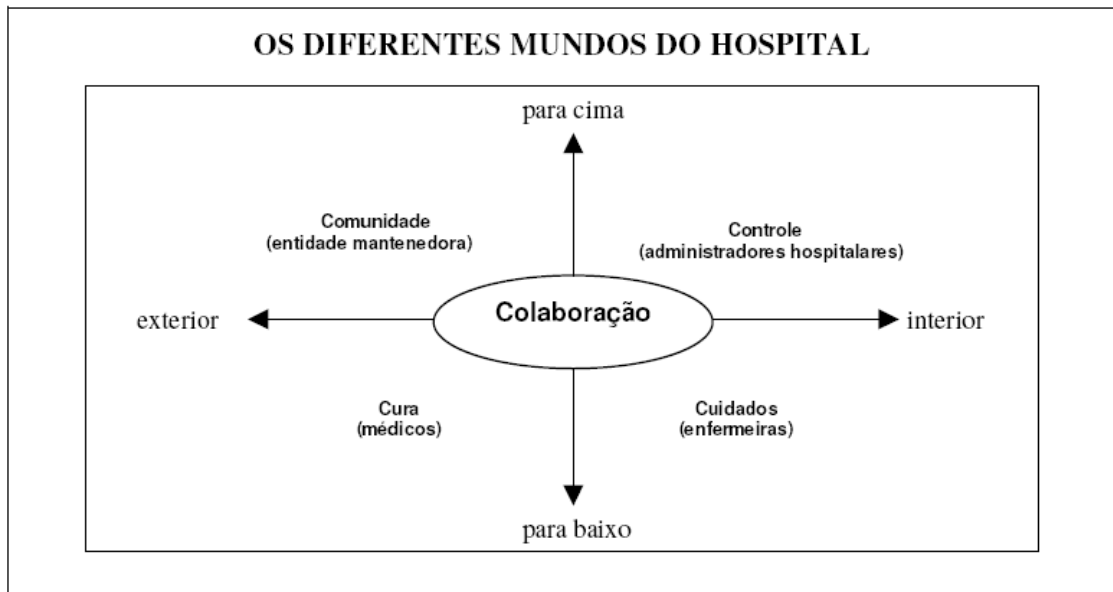 OS DIFERENTES MUNDOS DO HOSPITAL
para cima
Comunidade
(entidade mantenedora)
Controle
(administradores hospitalares)
exterior
Colaboração
interior
Cura
(médicos)
Cuidados
(enfermeiras)
para baixo